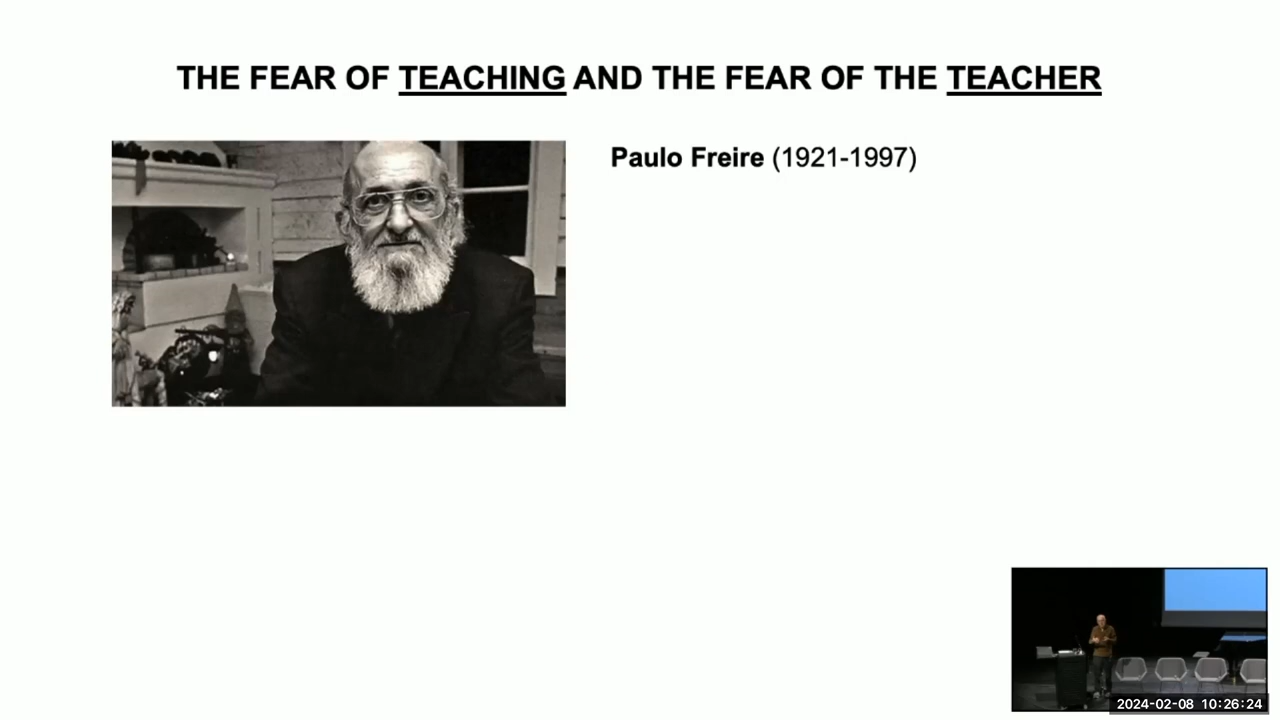 THE FEAR OF TEACHING AND THE FEAR OF THE TEACHER
Paulo Freire (1921-1997)
2024-02-08 10:26:24